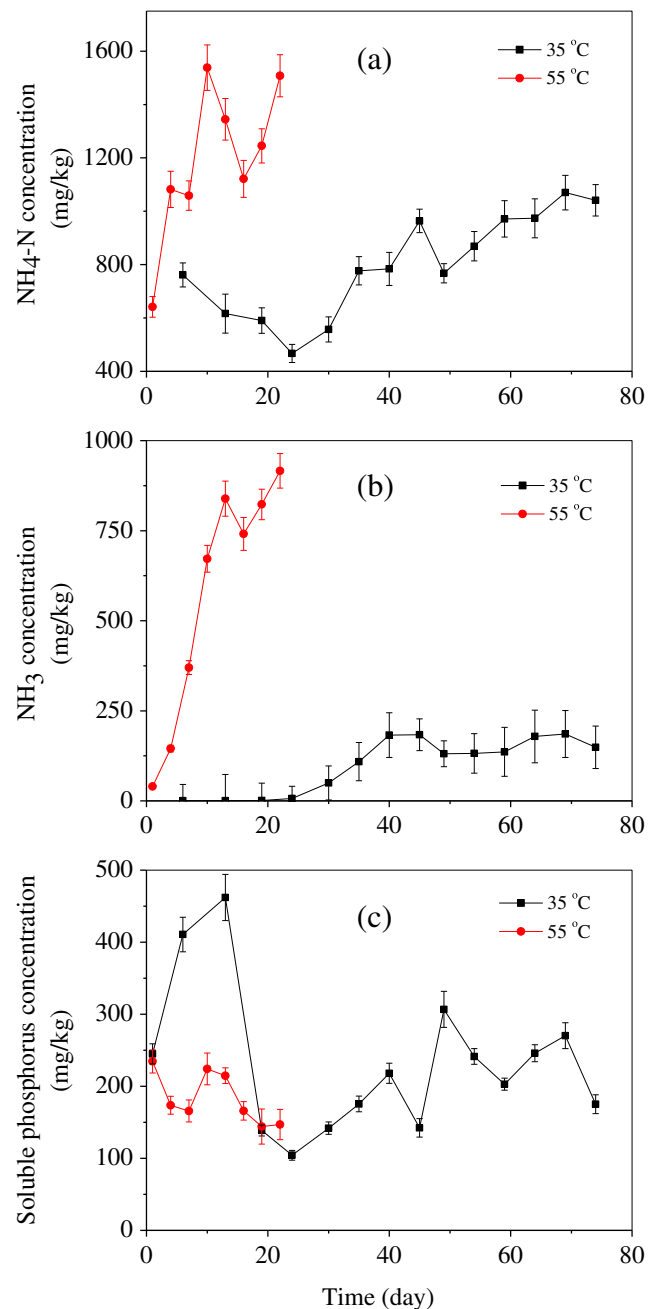 (a)
35 °C
55 °C
NH4-N concentration
(mg/kg)
1600
1200
800
400
0 20 40 60 80
(b)
35 °C
55 °C
NH3 concentration
(mg/kg)
1000
750
500
250
0
0 20 40 60 80
(c)
35 °C
55 °C
Soluble phosphorus concentration
(mg/kg)
500
400
300
200
100
0
0 20 40 60 80
Time (day)